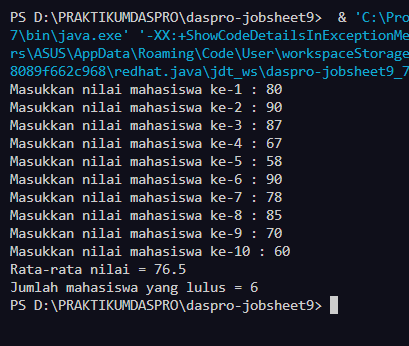 PS D:\PRAKTIKUMDASPRO\daspro-jobsheet9>  & 'C:\Pro
7\bin\java.exe' '-XX:+ShowCodeDetailsInExceptionMe
rs\ASUS\AppData\Roaming\Code\User\workspaceStorage
8089f662c968\redhat.java\jdt_ws\daspro-jobsheet9_7
Masukkan nilai mahasiswa ke-1 : 80
Masukkan nilai mahasiswa ke-2 : 90
Masukkan nilai mahasiswa ke-3 : 87
Masukkan nilai mahasiswa ke-4 : 67
Masukkan nilai mahasiswa ke-5 : 58
Masukkan nilai mahasiswa ke-6 : 90
Masukkan nilai mahasiswa ke-7 : 78
Masukkan nilai mahasiswa ke-8 : 85
Masukkan nilai mahasiswa ke-9 : 70
Masukkan nilai mahasiswa ke-10 : 60
Rata-rata nilai = 76.5
Jumlah mahasiswa yang lulus = 6
PS D:\PRAKTIKUMDASPRO\daspro-jobsheet9>